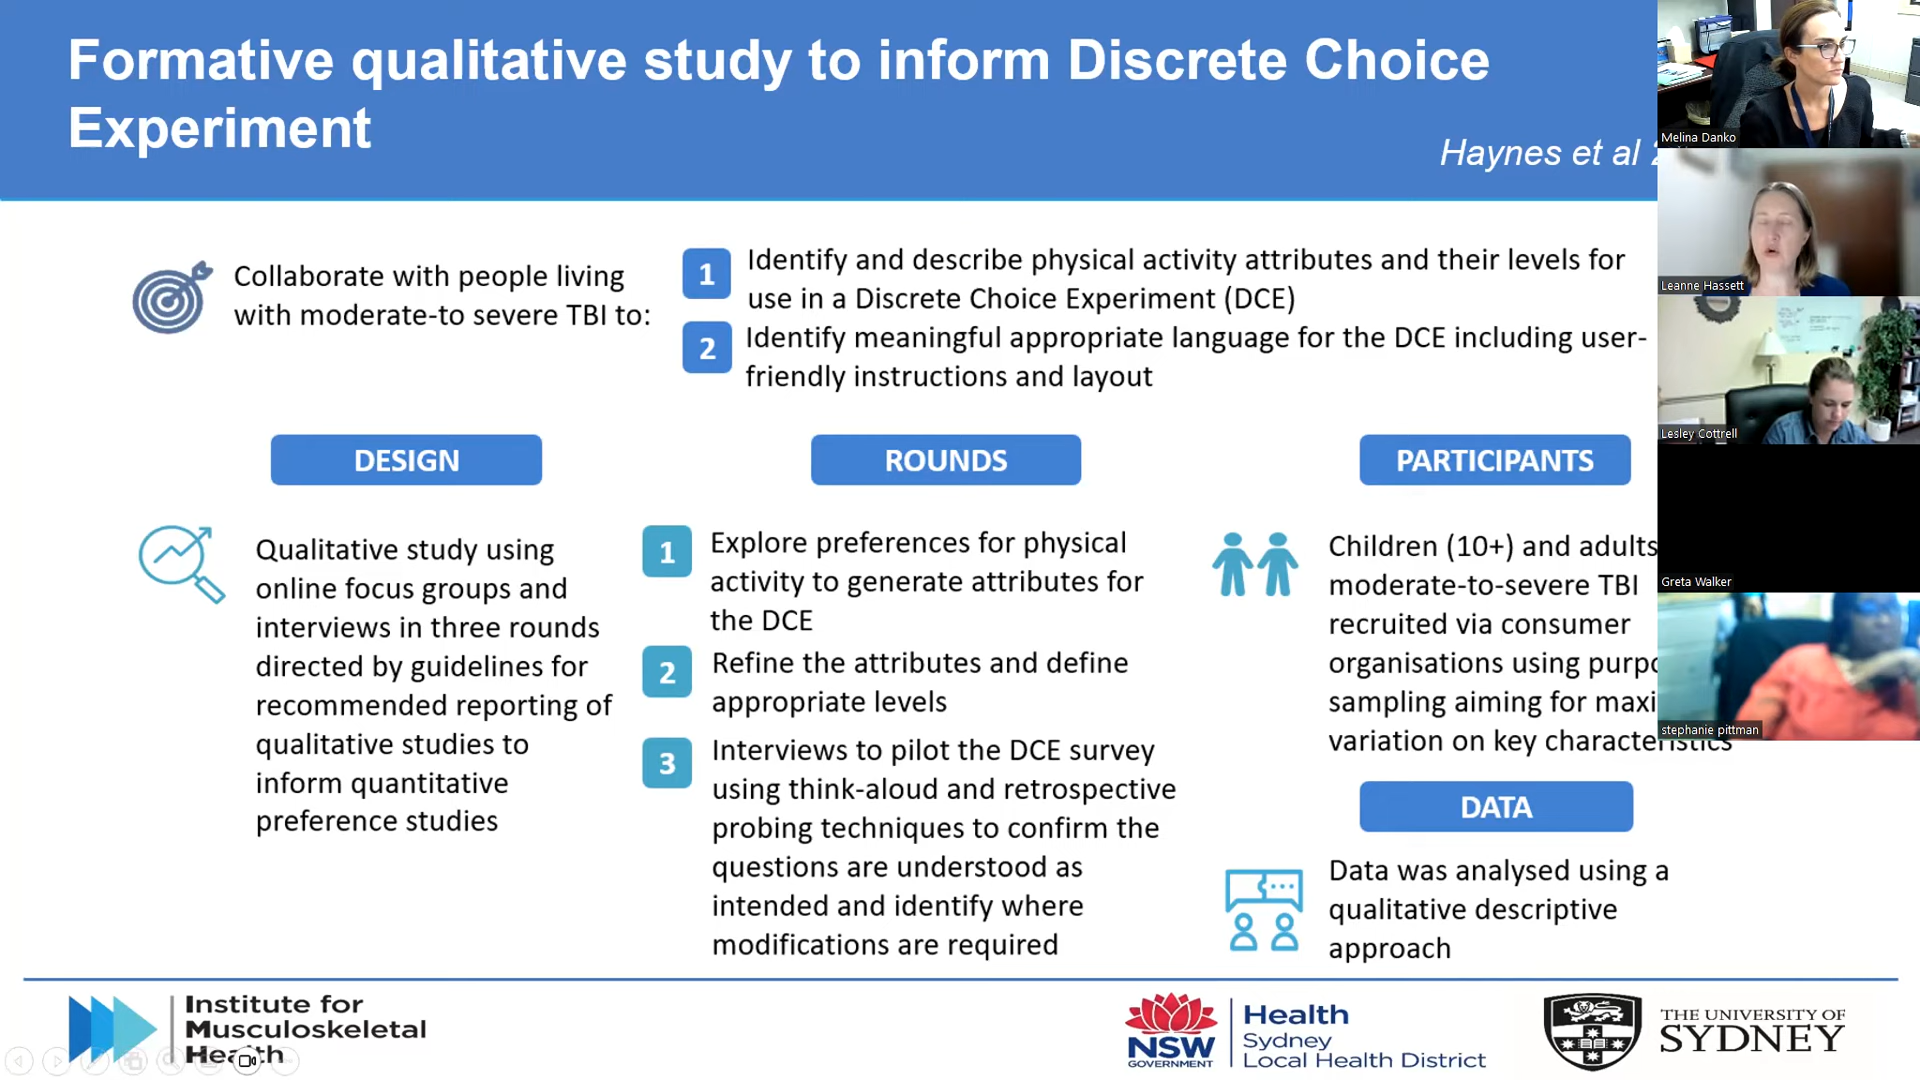 Formative qualitative study to inform Discrete Choice
Experiment
Haynes et al
Collaborate with people living
with moderate-to severe TBI to:
1
Identify and describe physical activity attributes and their levels for
use in a Discrete Choice Experiment (DCE)
2
Identify meaningful appropriate language for the DCE including user-
friendly instructions and layout
DESIGN
Qualitative study using
online focus groups and
interviews in three rounds
directed by guidelines for
recommended reporting of
qualitative studies to
inform quantitative
preference studies
ROUNDS
1
Explore preferences for physical
activity to generate attributes for
the DCE
2
Refine the attributes and define
appropriate levels
3
Interviews to pilot the DCE survey
using think-aloud and retrospective
probing techniques to confirm the
questions are understood as
intended and identify where
modifications are required
PARTICIPANTS
Children (10+) and adults
moderate-to-severe TBI
recruited via consumer
organisations using
sampling aiming for
variation on key characteristics
DATA
Data was analysed using a
qualitative descriptive
approach
Melina Danko
Leanne Hassett
Lesley Cottrell
Greta Walker
stephanie pittman
Institute for
Musculoskeletal
Health
NSW
GOVERNMENT
Health
Sydney
Local Health District
THE UNIVERSITY OF
SYDNEY